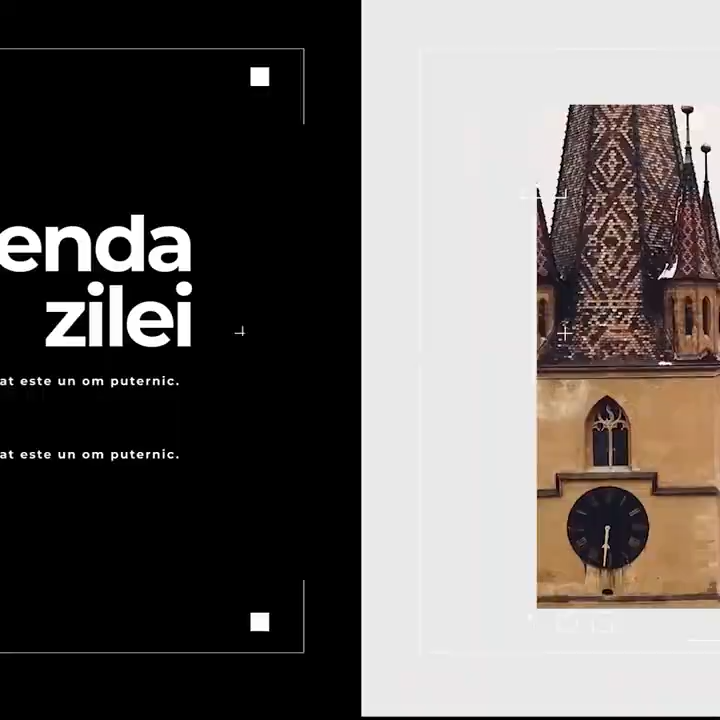 enda
zilei
at este un om puternic.
at este un om puternic.